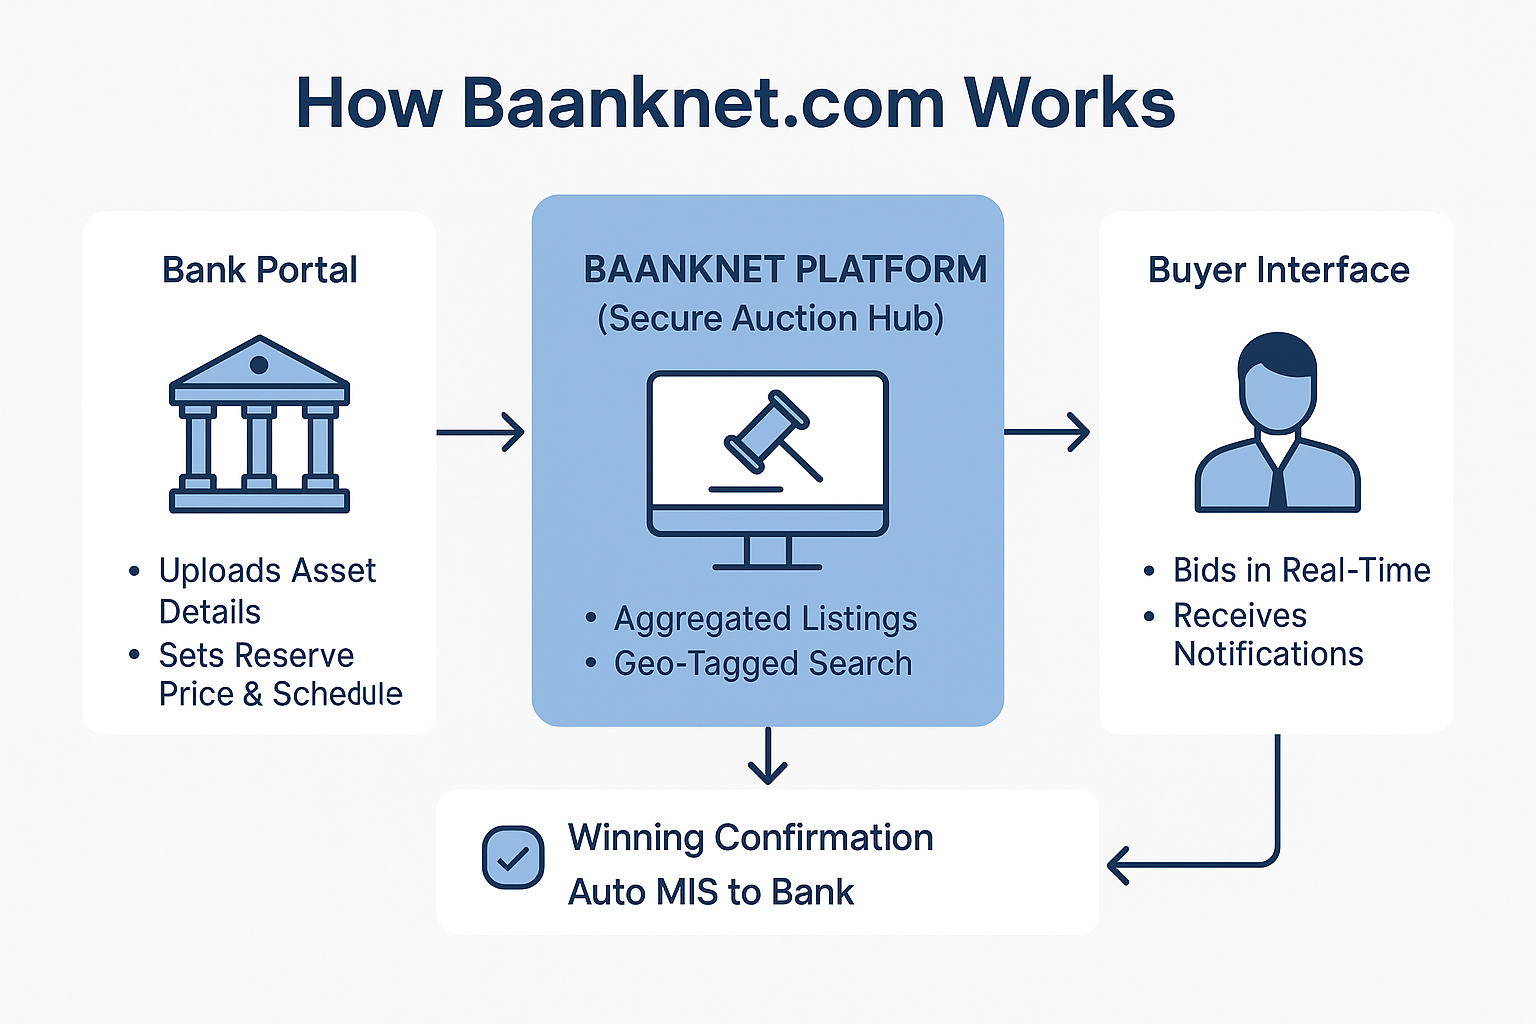 How Baanknet.com Works
Bank Portal
• Uploads Asset
Details
• Sets Reserve
Price & Schedule
BAANKNET PLATFORM
(Secure Auction Hub)
• Aggregated Listings
• Geo-Tagged Search
Buyer Interface
• Bids in Real-Time
• Receives
Notifications
Winning Confirmation
Auto MIS to Bank